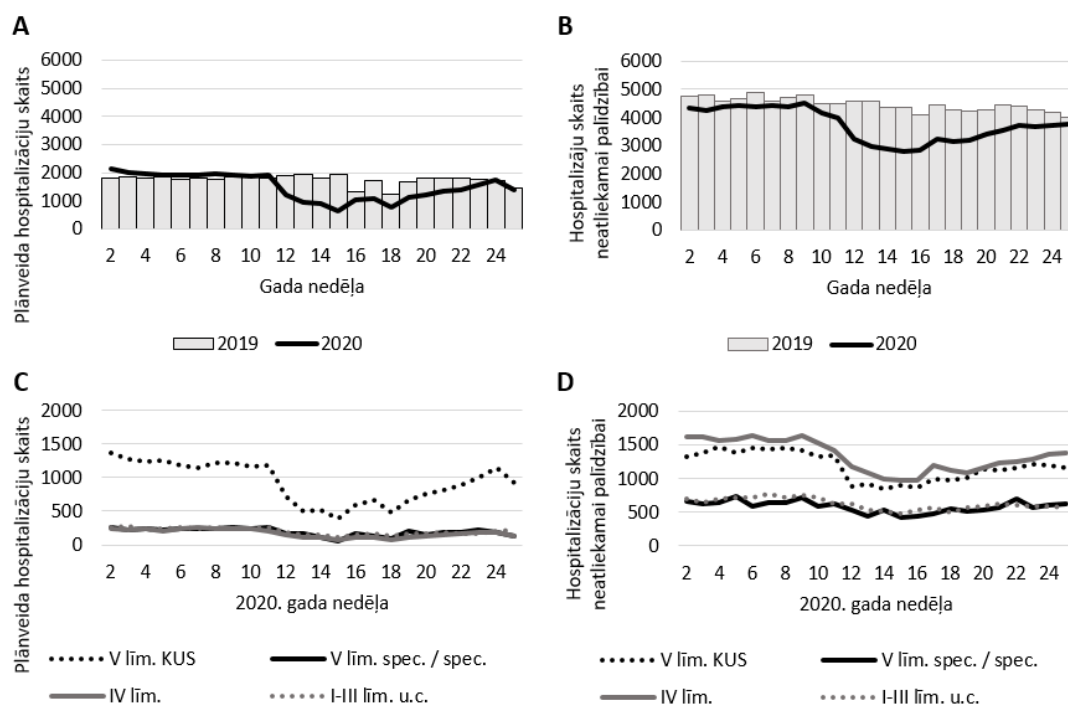 A
Plānveida hospitalizāciju skaits
6000
5000
4000
3000
2000
1000
0
2 4 6 8 10 12 14 16 18 20 22 24
Gada nedēļa
2019 2020
B
Hospitalizāju skaits
neatliekamai palīdzībai
6000
5000
4000
3000
2000
1000
0
2 4 6 8 10 12 14 16 18 20 22 24
Gada nedēļa
2019 2020
C
Plānveida hospitalizāciju skaits
2000
1500
1000
500
0
2 4 6 8 10 12 14 16 18 20 22 24
2020. gada nedēļa
V līm. KUS V līm. spec. / spec.
IV līm. I-III līm. u.c.
D
Hospitalizāciju skaits
neatliekamai palīdzībai
2000
1500
1000
500
0
2 4 6 8 10 12 14 16 18 20 22 24
2020. gada nedēļa
V līm. KUS V līm. spec. / spec.
IV līm. I-III līm. u.c.